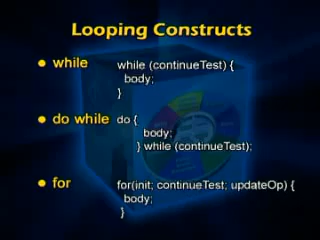 Looping Constructs
while
while (continueTest) {
body;
}
do while
do {
body;
} while (continueTest);
for
for(init; continueTest; updateOp) {
body;
}